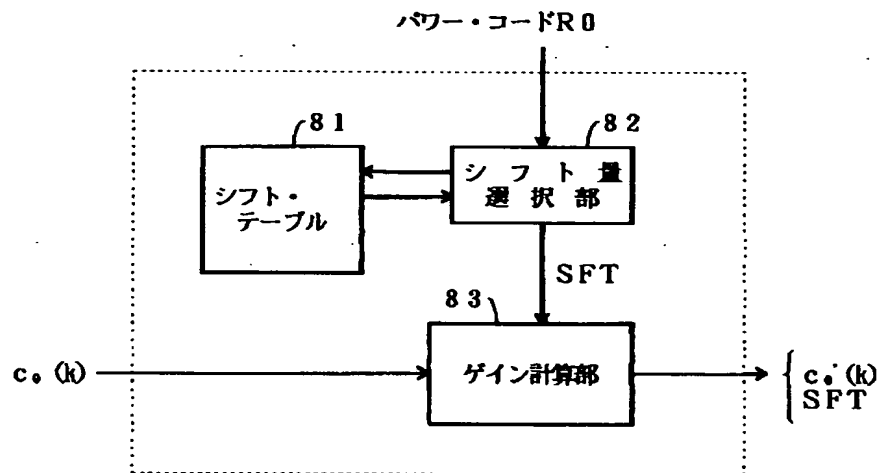 パワー・コードR0
81
82
シフト・
テーブル
シフト量
選択部
SFT
83
c₀(k)
ゲイン計算部
c₀'(k)
SFT